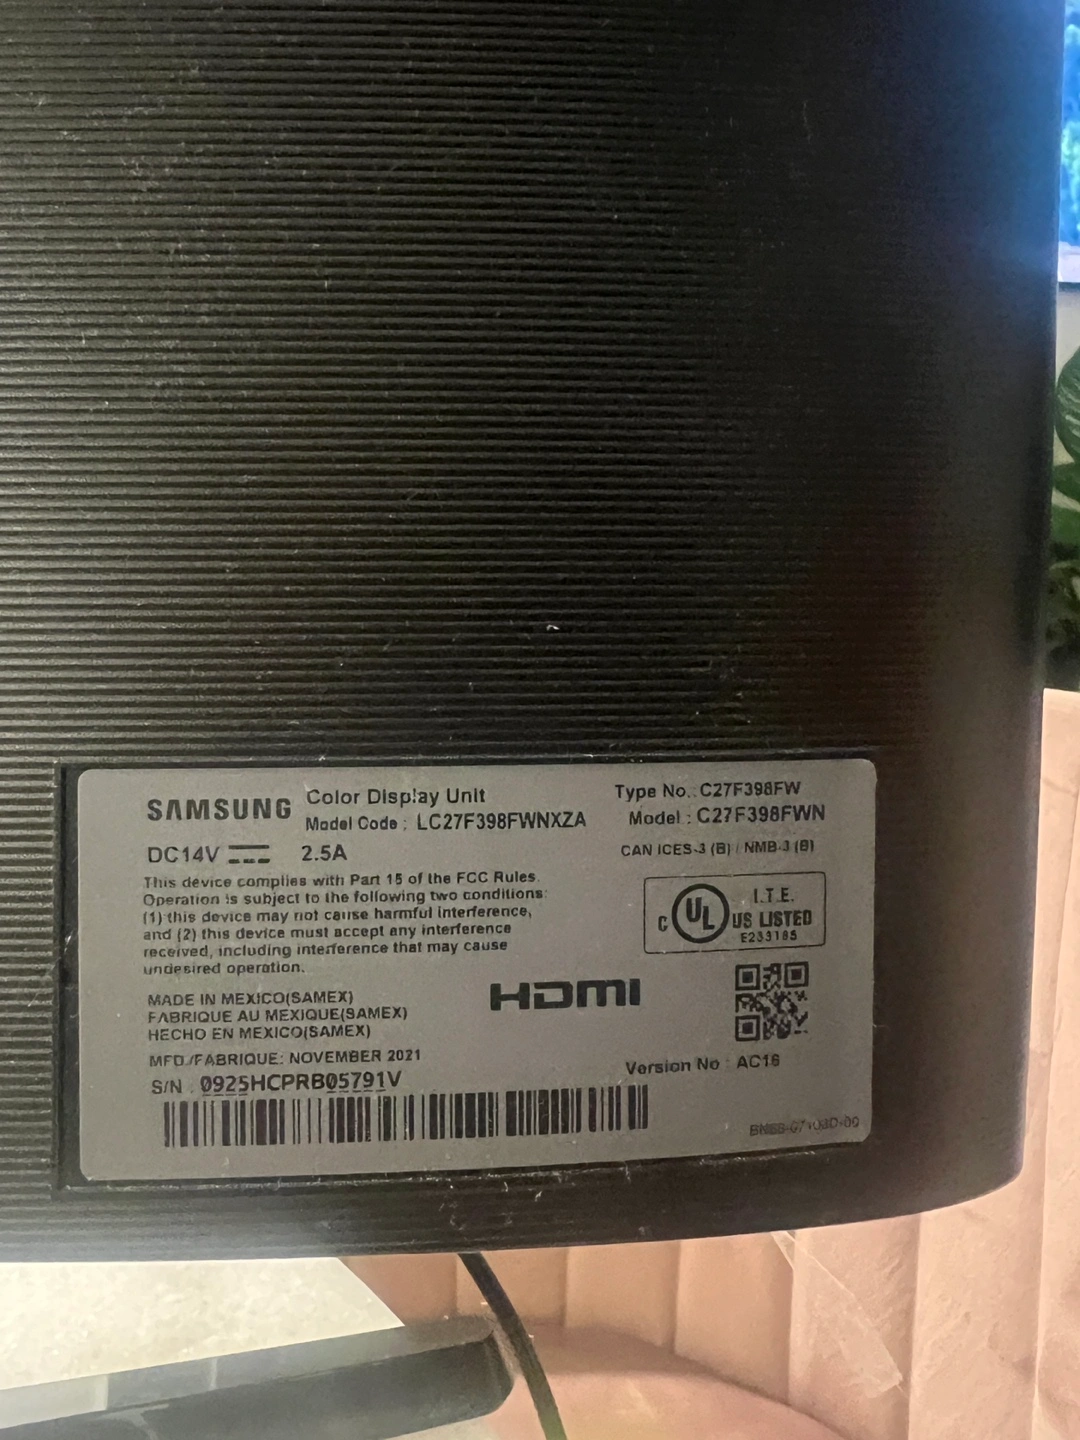 SAMSUNG Color Display Unit
Model Code : LC27F398FWNXZA
Type No. : C27F398FW
Model : C27F398FWN
DC14V 2.5A
CAN ICES-3 (B) / NMB-3 (B)
This device complies with Part 15 of the FCC Rules.
Operation is subject to the following two conditions:
(1) this device may not cause harmful interference,
and (2) this device must accept any interference
received, including interference that may cause
undesired operation.
C UL US LISTED
I.T.E.
E233185
MADE IN MEXICO(SAMEX)
FABRIQUE AU MEXIQUE(SAMEX)
HECHO EN MEXICO(SAMEX)
HDMI
MFD./FABRIQUE: NOVEMBER 2021
Version No : AC16
S/N : 0925HCPRB05791V